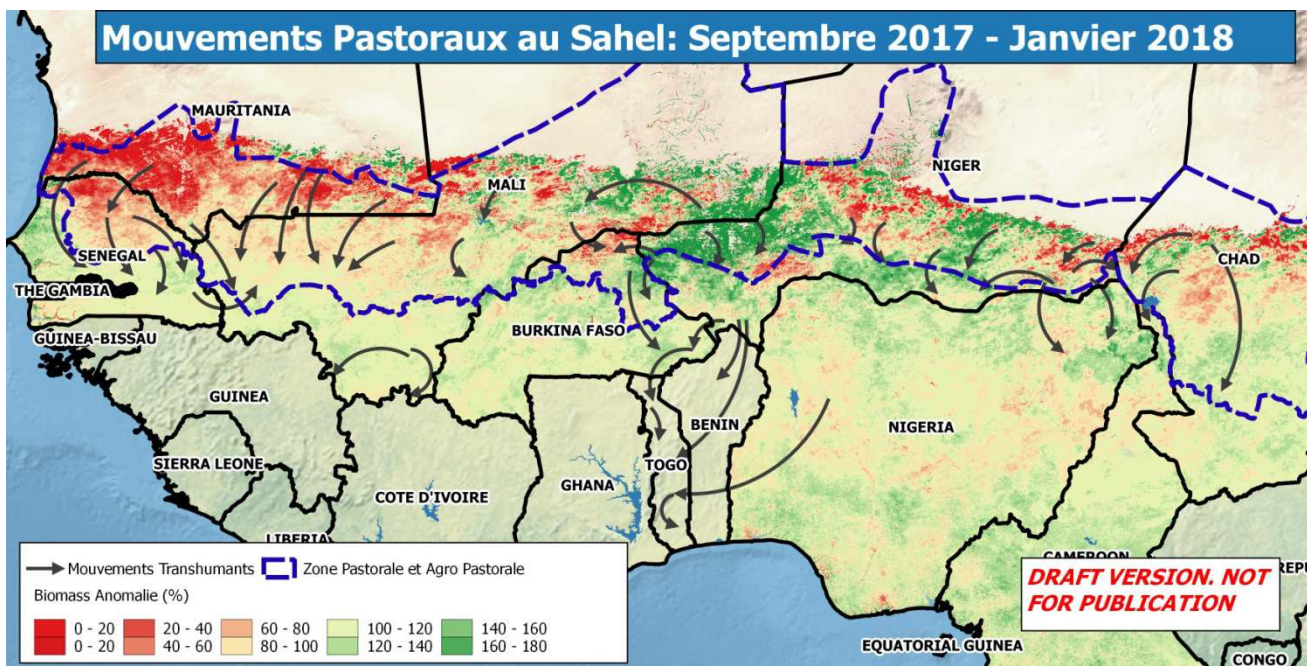 Mouvements Pastoraux au Sahel: Septembre 2017 - Janvier 2018
MAURITANIA
NIGER
MALI
SENEGAL
CHAD
THE GAMBIA
BURKINA FASO
GUINEA-BISSAU
GUINEA
BENIN
NIGERIA
SIERRA LEONE
TOGO
GHANA
COTE D'IVOIRE
LIBERIA
CAMEROON
REPU
Mouvements Transhumants
Zone Pastorale et Agro Pastorale
Biomass Anomalie (%)
0 - 20 20 - 40 60 - 80 100 - 120 140 - 160
0 - 20 40 - 60 80 - 100 120 - 140 160 - 180
DRAFT VERSION. NOT
FOR PUBLICATION
EQUATORIAL GUINEA
CONGO